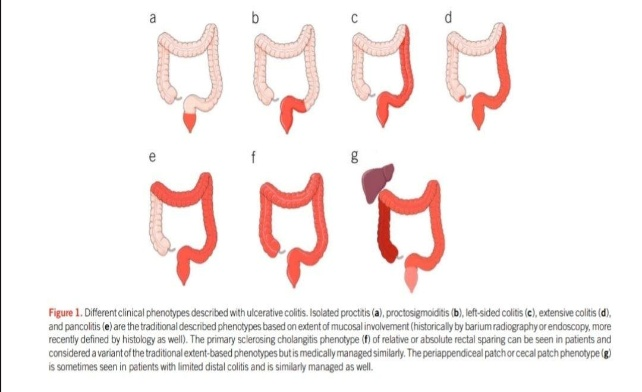 a
b
c
d
e
f
g
Figure 1. Different clinical phenotypes described with ulcerative colitis. Isolated proctitis (a), proctosigmoiditis (b), left-sided colitis (c), extensive colitis (d),
and pancolitis (e) are the traditional described phenotypes based on extent of mucosal involvement (historically by barium radiography or endoscopy, more
recently defined by histology as well). The primary sclerosing cholangitis phenotype (f) of relative or absolute rectal sparing can be seen in patients and
considered a variant of the traditional extent-based phenotypes but is medically managed similarly. The periappendiceal patch or cecal patch phenotype (g)
is sometimes seen in patients with limited distal colitis and is similarly managed as well.